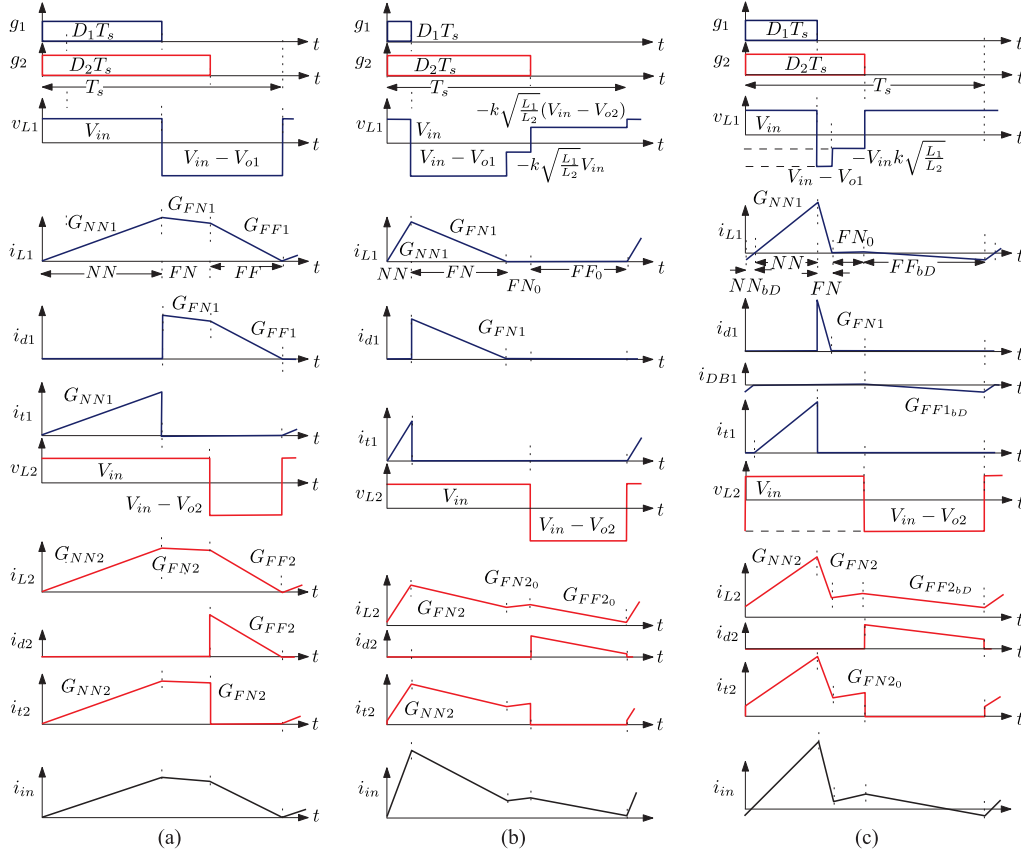 (a)
g1 D1Ts t
g2 D2Ts t
Ts
vL1 Vin Vin − Vo1 t
iL1 GNN1 GFN1 GFF1 t
NN FN FF
id1 GFN1 GFF1 t
it1 GNN1 t
vL2 Vin Vin − Vo2 t
iL2 GNN2 GFN2 GFF2 t
id2 GFF2 t
it2 GNN2 GFN2 t
iin t
(b)
g1 D1Ts t
g2 D2Ts t
Ts
−k√(L1/L2)(Vin − Vo2)
vL1 Vin t
Vin − Vo1 −k√(L1/L2)Vin
iL1 GNN1 GFN1 t
NN FN FN0 FF0
id1 t
it1 t
vL2 Vin Vin − Vo2 t
iL2 GFN2 GFN20 GFF20 t
id2 t
it2 GNN2 t
iin t
(c)
g1 D1Ts t
g2 D2Ts t
Ts
vL1 Vin t
Vin − Vo1 −Vink√(L1/L2)
iL1 GNN1 t
NNbD NN FN FN0 FFbD
id1 GFN1 t
iDB1 GFF1bD t
it1 t
vL2 Vin Vin − Vo2 t
iL2 GNN2 GFN2 GFF2bD t
id2 t
it2 GFN20 t
iin t